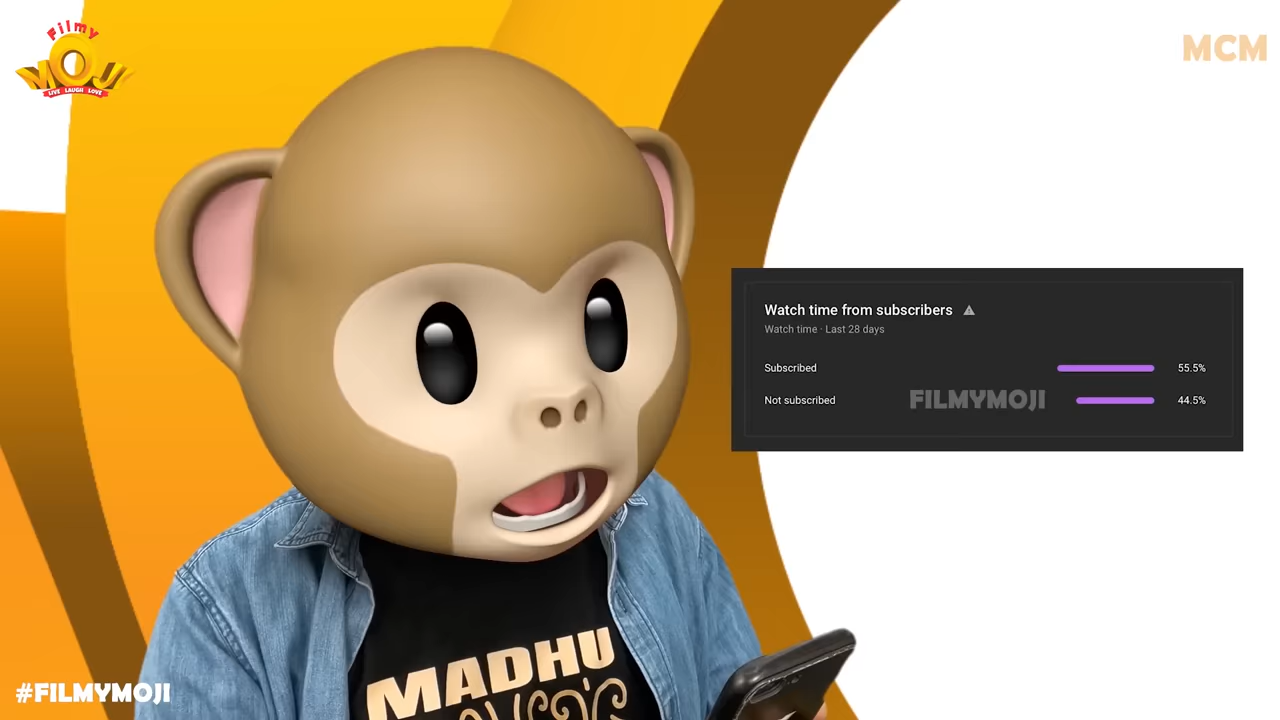 Filmy
MOJI
LIVE LAUGH LOVE
MCM
Watch time from subscribers
Watch time · Last 28 days
Subscribed 55.5%
Not subscribed 44.5%
FILMYMOJI
MADHU
#FILMYMOJI